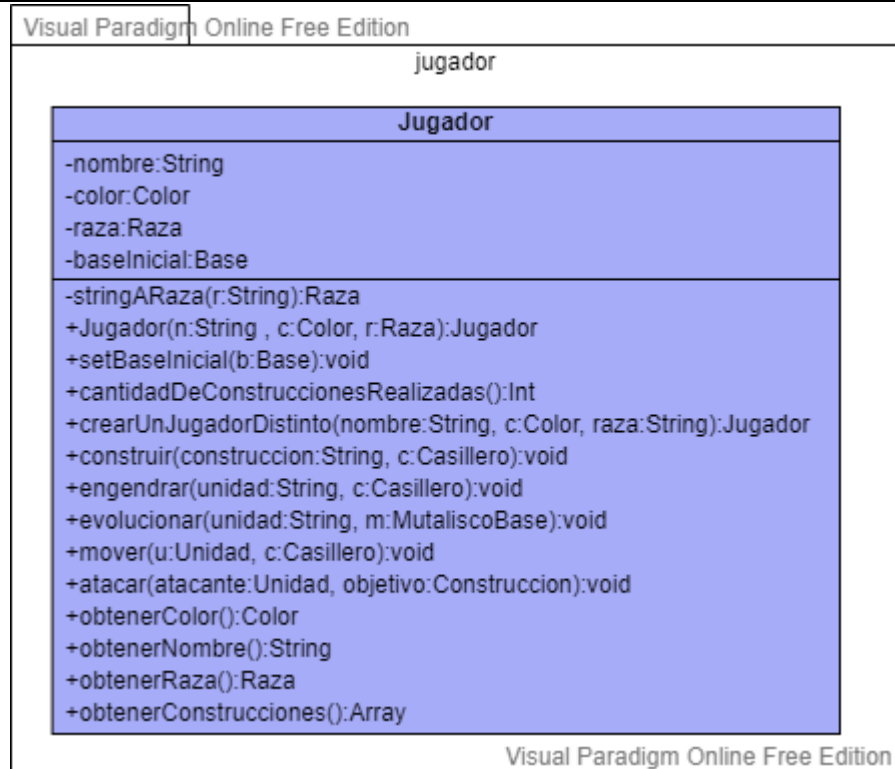 Visual Paradigm Online Free Edition
jugador
Jugador
-nombre:String
-color:Color
-raza:Raza
-baseInicial:Base
-stringARaza(r:String):Raza
+Jugador(n:String , c:Color, r:Raza):Jugador
+setBaseInicial(b:Base):void
+cantidadDeConstruccionesRealizadas():Int
+crearUnJugadorDistinto(nombre:String, c:Color, raza:String):Jugador
+construir(construccion:String, c:Casillero):void
+engendrar(unidad:String, c:Casillero):void
+evolucionar(unidad:String, m:MutaliscoBase):void
+mover(u:Unidad, c:Casillero):void
+atacar(atacante:Unidad, objetivo:Construccion):void
+obtenerColor():Color
+obtenerNombre():String
+obtenerRaza():Raza
+obtenerConstrucciones():Array
Visual Paradigm Online Free Edition